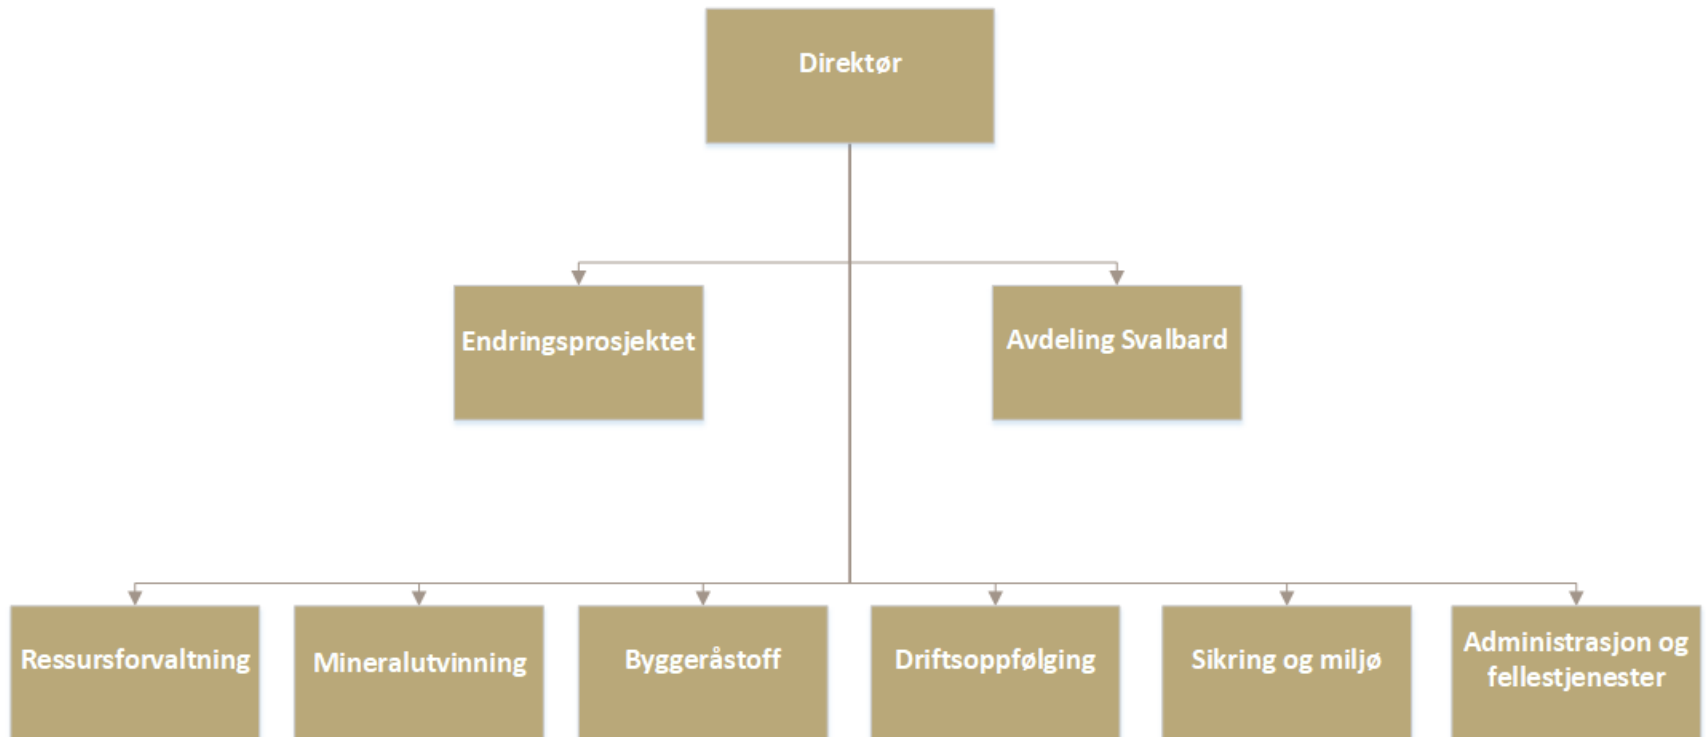 Direktør
Endringsprosjektet
Avdeling Svalbard
Ressursforvaltning
Mineralutvinning
Byggeråstoff
Driftsoppfølging
Sikring og miljø
Administrasjon og
fellestjenester